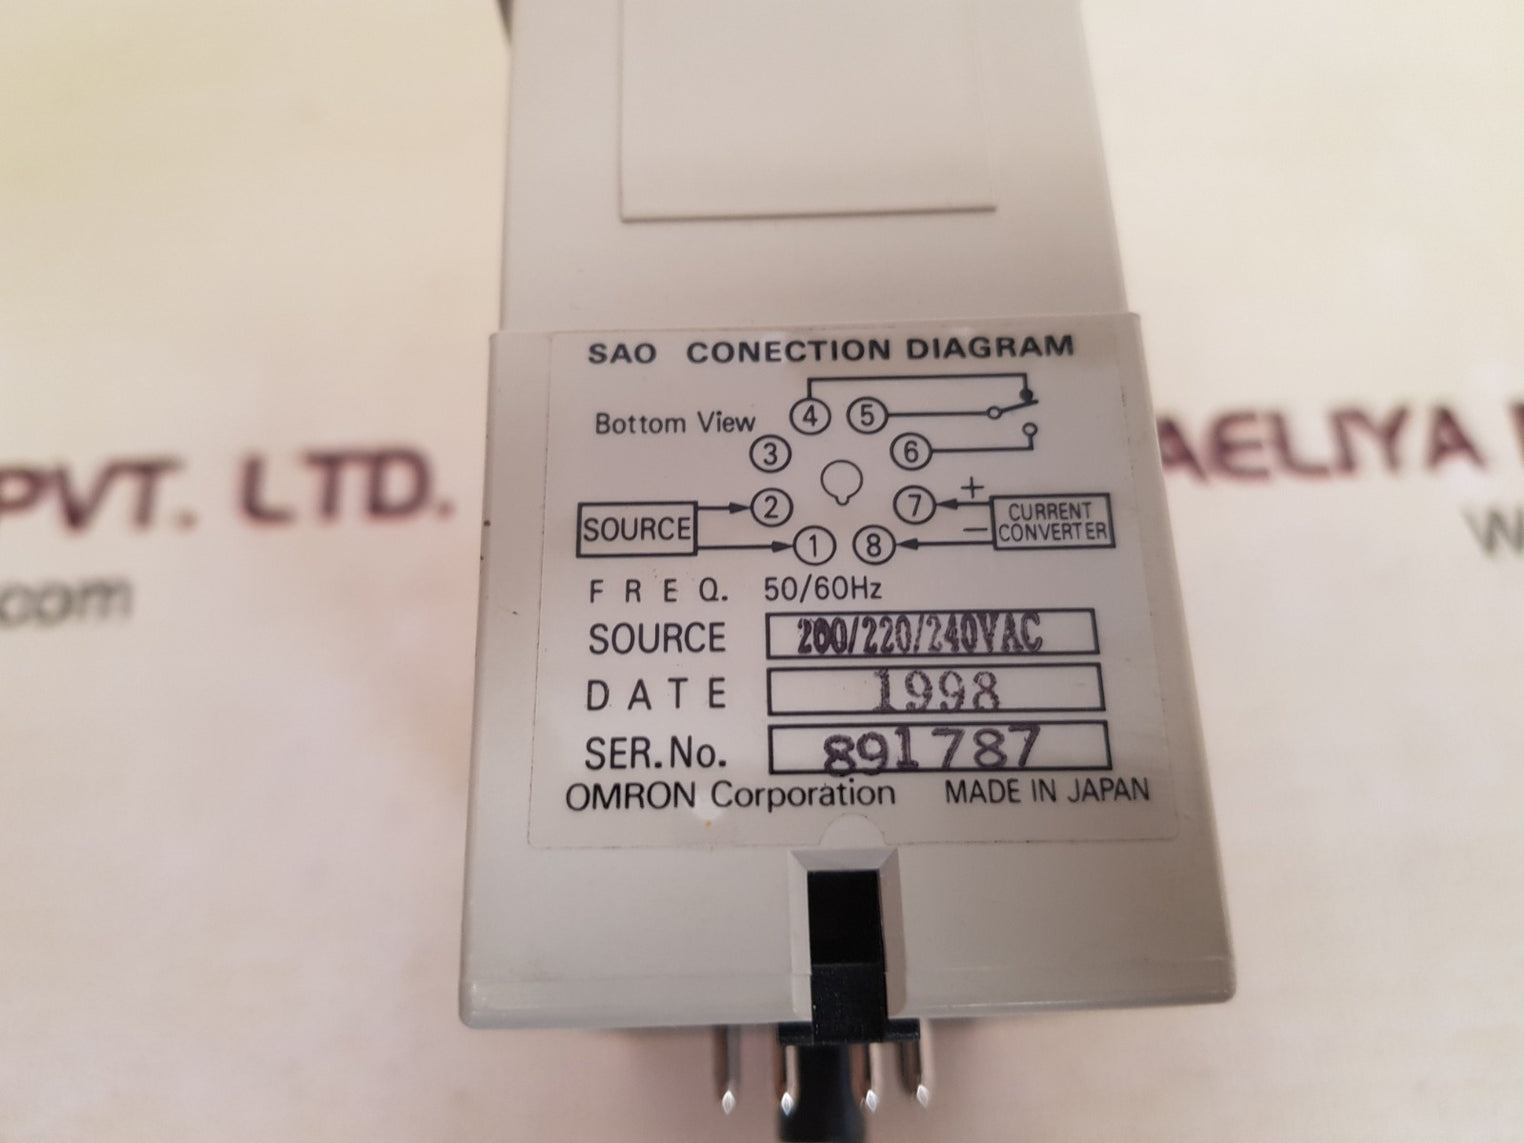 SAO CONECTION DIAGRAM
Bottom View
4 5
3 6
2 7 +
SOURCE
1 8 −
CURRENT
CONVERTER
FREQ. 50/60Hz
SOURCE 200/220/240VAC
DATE 1998
SER.No. 891787
OMRON Corporation MADE IN JAPAN
PVT. LTD.
.com
AELIYA
W